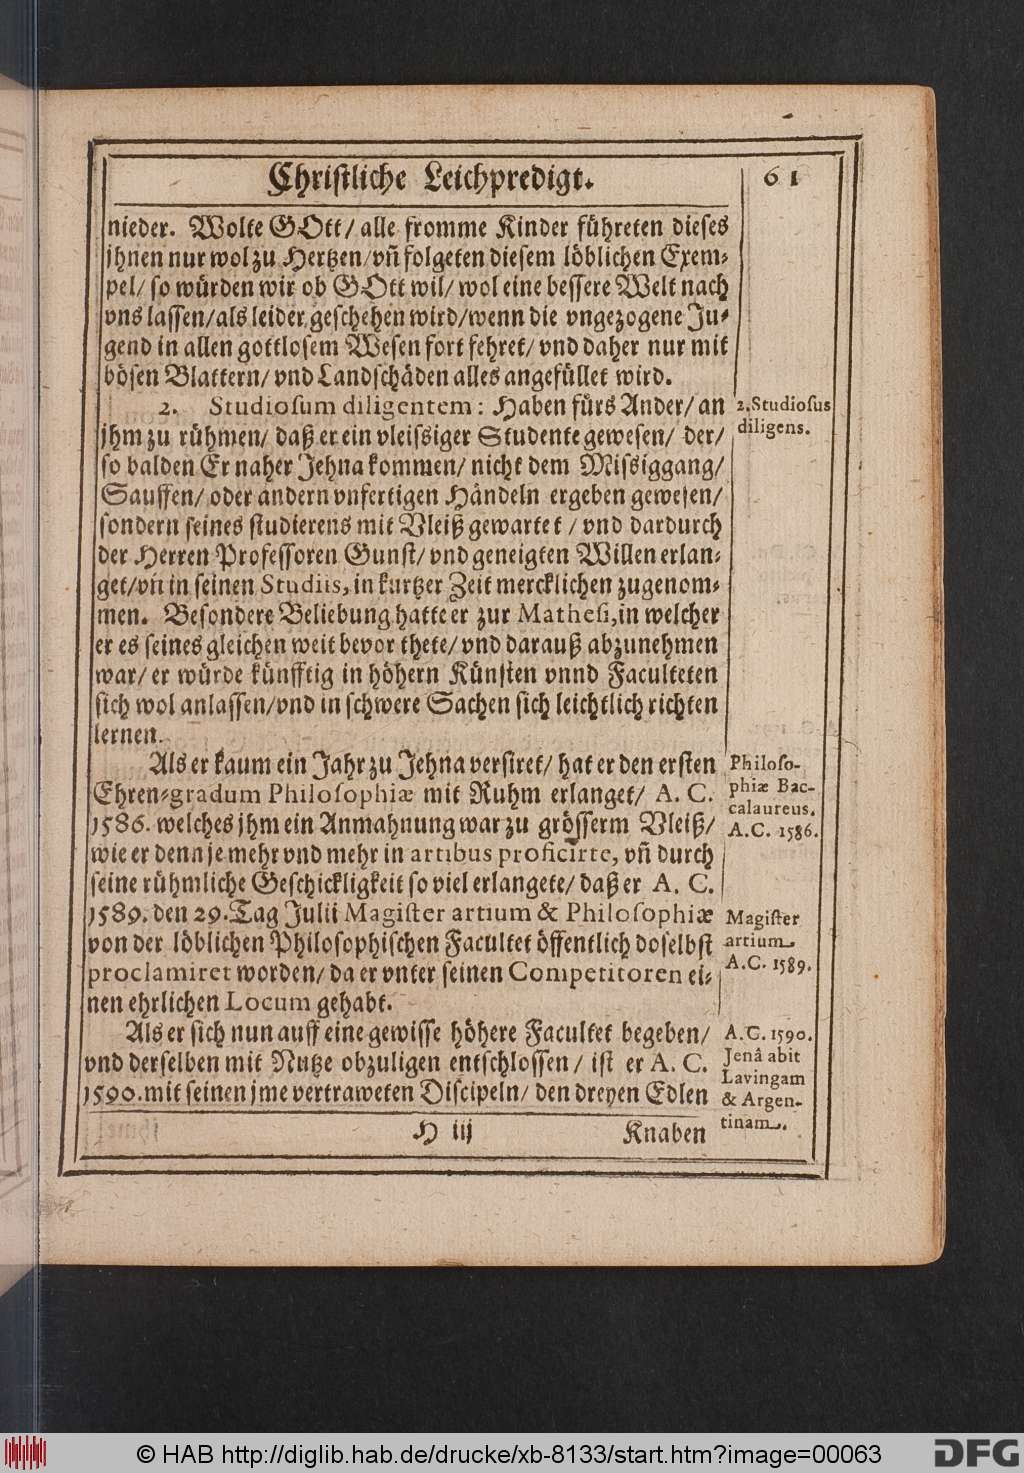 Christliche Leichpredigt. 61
nieder. Wolte GOtt/ alle fromme Kinder führeten dieses
jhnen nur wol zu Hertzen/ vñ folgeten diesem löblichen Exem-
pel/ so würden wir ob GOtt wil/ wol eine bessere Welt nach
vns lassen/ als leider geschehen wird/ wenn die vngezogene Ju-
gend in allen gottlosem Wesen fort fehret/ vnd daher nur mit
bösen Blattern/ vnd Landschäden alles angefüllet wird.
2. Studiosum diligentem: Haben fürs Ander/ an
jhm zu rühmen/ daß er ein vleissiger Studente gewesen/ der/
so balden Er naher Jehna kommen/ nicht dem Missiggang/
Sauffen/ oder andern vnfertigen Händeln ergeben gewesen/
sondern seines studierens mit Vleiß gewartet/ vnd dardurch
der Herren Professoren Gunst/ vnd geneigten Willen erlan-
get/ vñ in seinen Studiis, in kurtzer Zeit mercklichen zugenom-
men. Besondere Beliebung hatte er zur Mathesi, in welcher
er es seines gleichen weit bevor thete/ vnd darauß abzunehmen
war/ er würde künfftig in höhern Künsten vnnd Faculteten
sich wol anlassen/ vnd in schwere Sachen sich leichtlich richten
lernen.
Als er kaum ein Jahr zu Jehna versiret/ hat er den ersten
Ehren-gradum Philosophiæ mit Ruhm erlanget/ A. C.
1586. welches jhm ein Anmahnung war zu grösserm Vleiß/
wie er denn je mehr vnd mehr in artibus proficirte, vñ durch
seine rühmliche Geschickligkeit so viel erlangete/ daß er A. C.
1589. den 29. Tag Julii Magister artium & Philosophiæ
von der löblichen Philosophischen Facultet öffentlich doselbst
proclamiret worden/ da er vnter seinen Competitoren ei-
nen ehrlichen Locum gehabt.
Als er sich nun auff eine gewisse höhere Facultet begeben/
vnd derselben mit Nutze obzuligen entschlossen/ ist er A. C.
1590. mit seinen jme vertraweten Discipeln/ den dreyen Edlen
H iij Knaben
2. Studiosus
diligens.
Philoso-
phiæ Bac-
calaureus.
A.C. 1586.
Magister
artium.
A.C. 1589.
A.C. 1590.
Jenâ abit
Lavingam
& Argen-
tinam.
© HAB http://diglib.hab.de/drucke/xb-8133/start.htm?image=00063
DFG